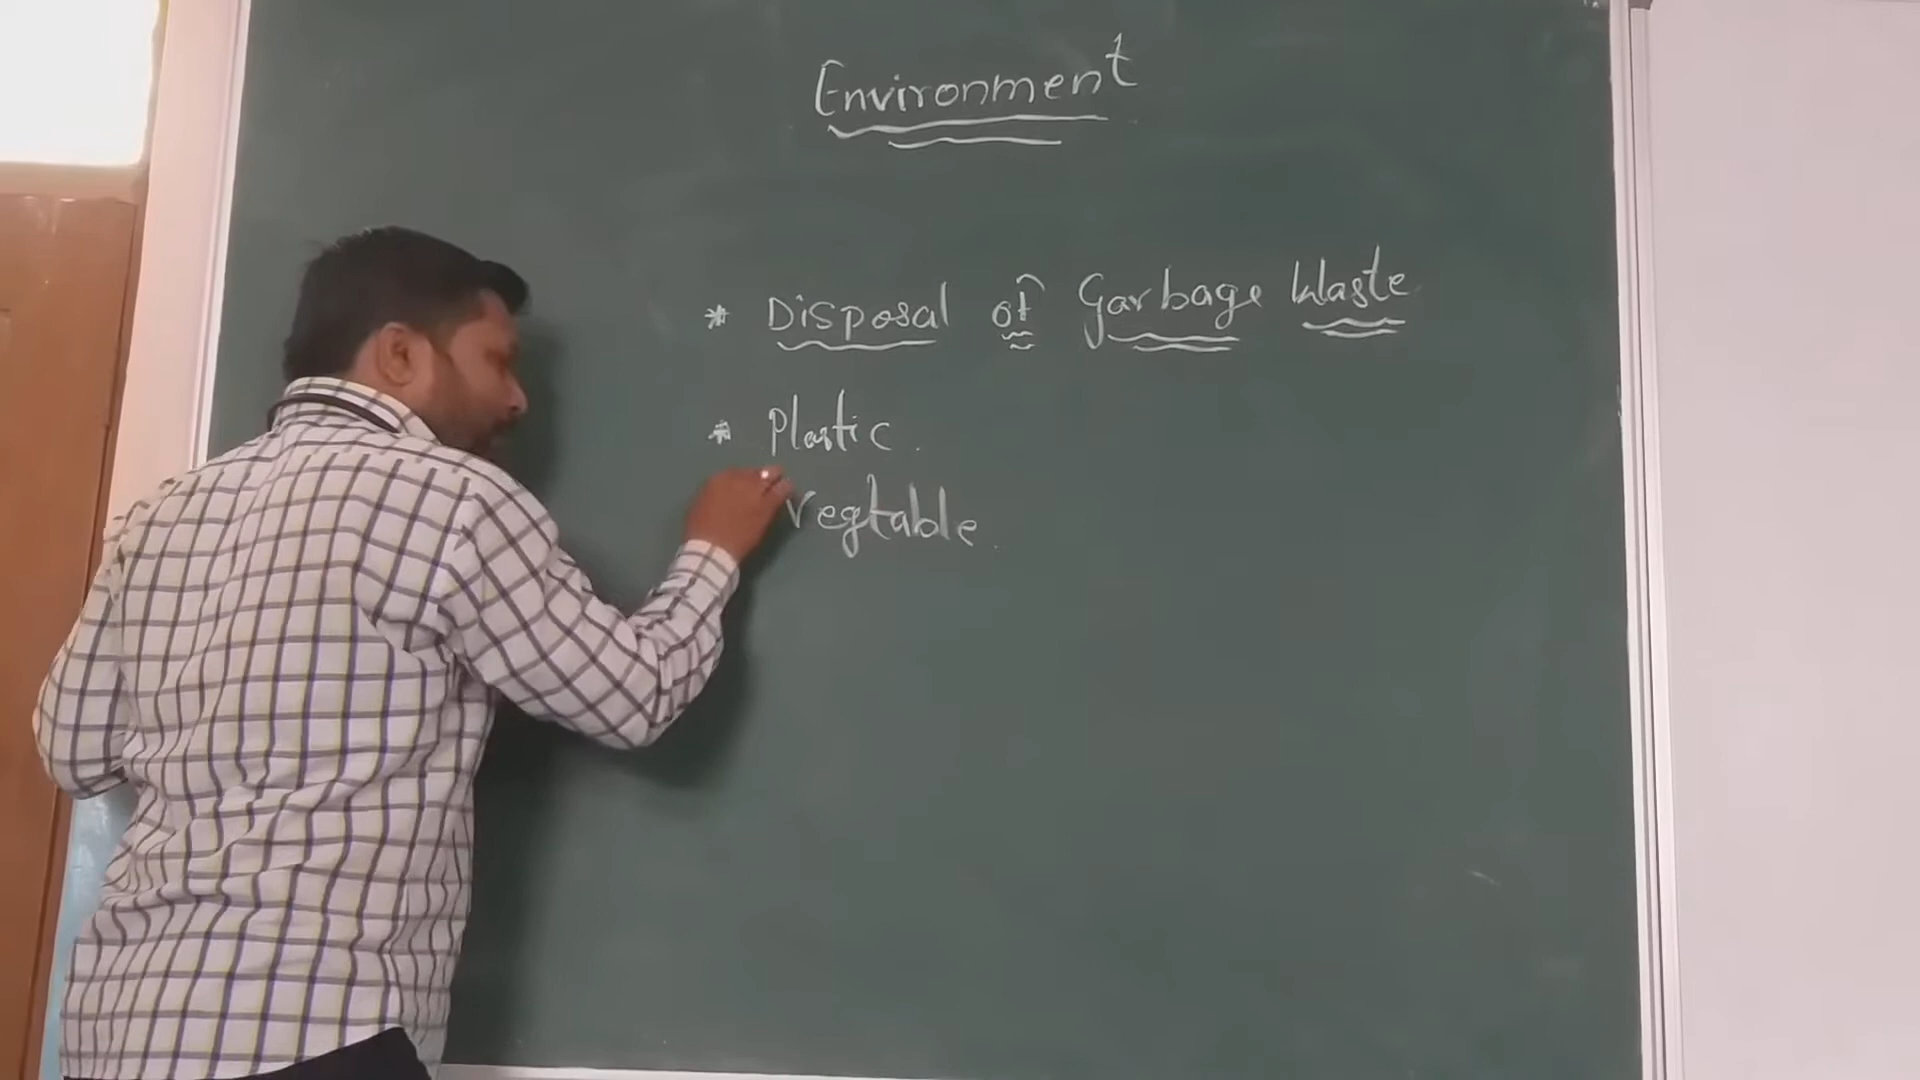 Environment
* Disposal of Garbage Waste
* Plastic.
Vegtable.